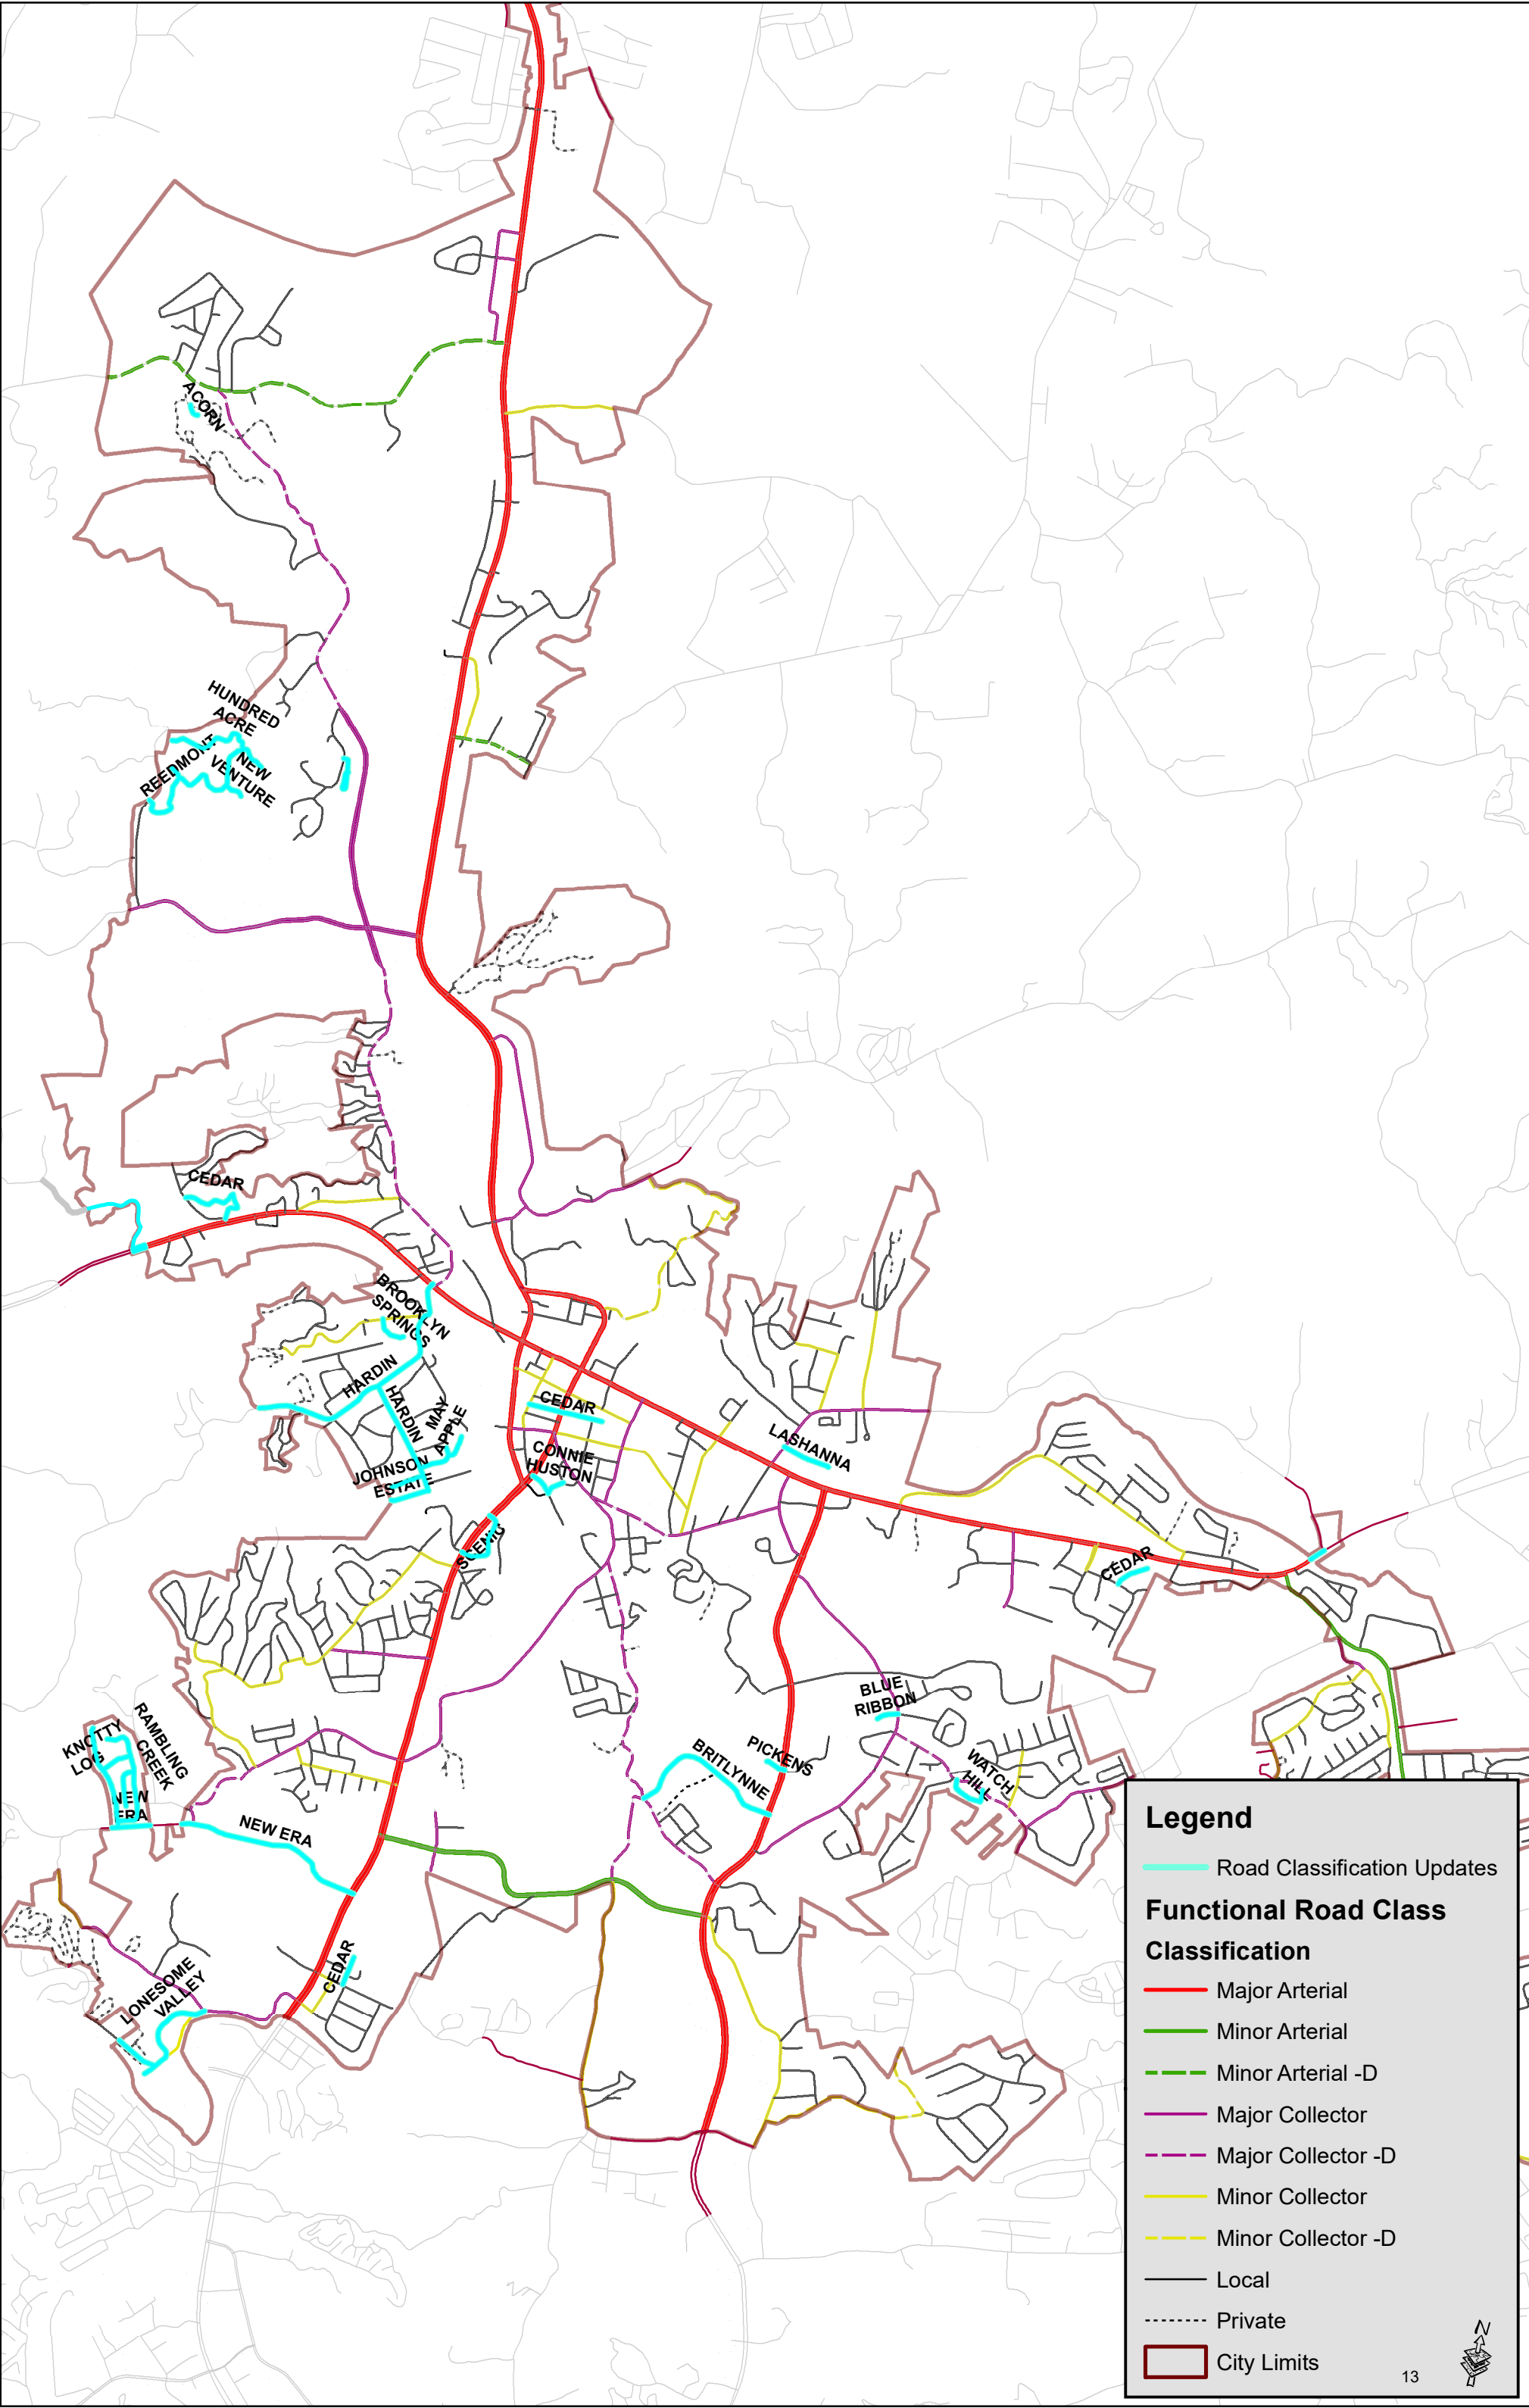 ACORN
HUNDRED
ACRE
REEDMONT
NEW
VENTURE
CEDAR
BROOKLYN
SPRINGS
HARDIN
HARDIN
MAY
APPLE
JOHNSON
ESTATE
CEDAR
CONNIE
HUSTON
LASHANNA
SCENIC
CEDAR
BLUE
RIBBON
KNOTTY
LOG
RAMBLING
CREEK
NEW
ERA
NEW ERA
BRITLYNNE
PICKENS
WATCH
HILL
CEDAR
LONESOME
VALLEY
Legend
Road Classification Updates
Functional Road Class
Classification
Major Arterial
Minor Arterial
Minor Arterial -D
Major Collector
Major Collector -D
Minor Collector
Minor Collector -D
Local
Private
City Limits
N
13